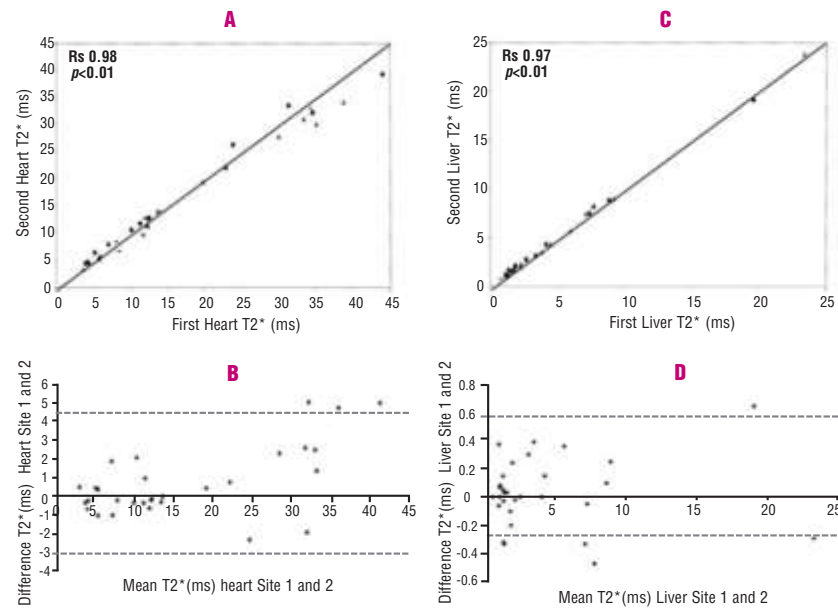 A
Rs 0.98
p<0.01
Second Heart T2* (ms)
45
40
35
30
25
20
15
10
5
0
0 5 10 15 20 25 30 35 40 45
First Heart T2* (ms)
C
Rs 0.97
p<0.01
Second Liver T2* (ms)
25
20
15
10
5
0
0 5 10 15 20 25
First Liver T2* (ms)
B
Difference T2*(ms) Heart Site 1 and 2
6
5
4
3
2
1
0
-1
-2
-3
-4
5 10 15 20 25 30 35 40 45
Mean T2*(ms) heart Site 1 and 2
D
Difference T2*(ms) Liver Site 1 and 2
0.8
0.6
0.4
0.2
0
-0.2
-0.4
-0.6
5 10 15 20 25
Mean T2*(ms) Liver Site 1 and 2